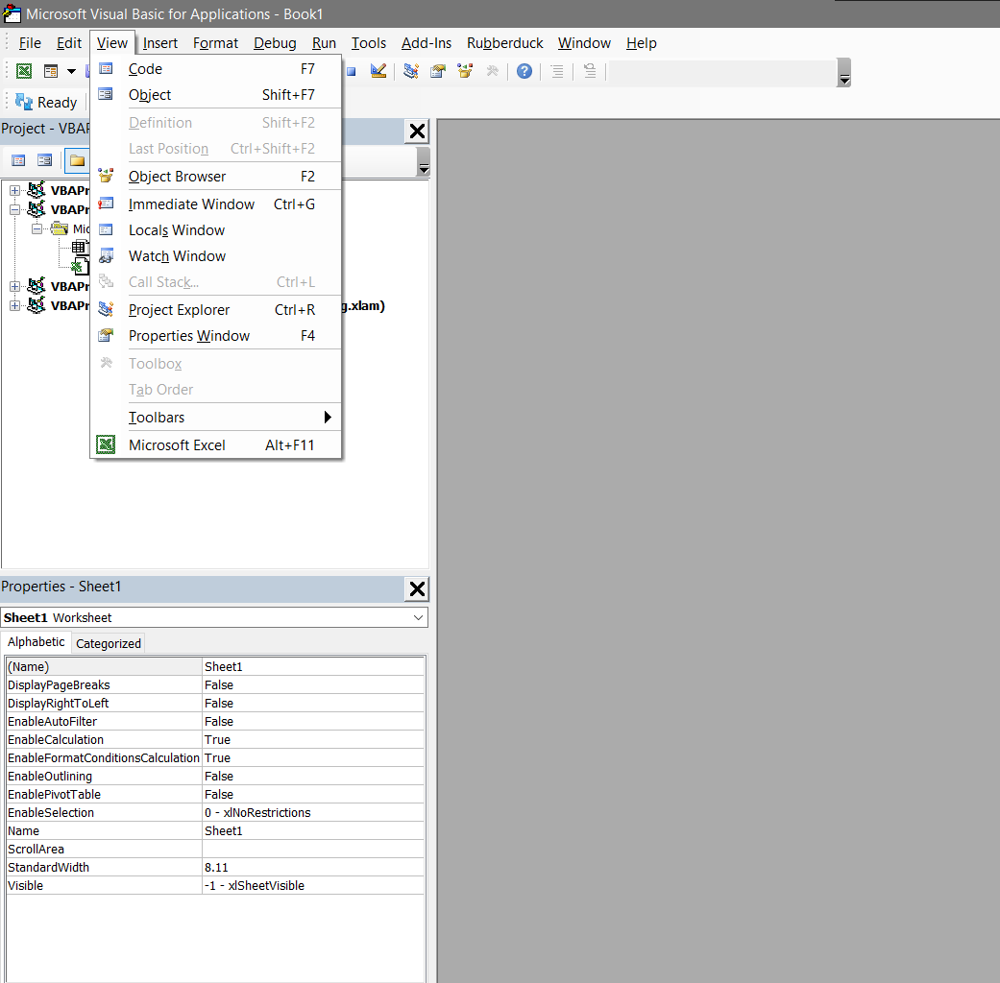 Microsoft Visual Basic for Applications - Book1
File Edit View Insert Format Debug Run Tools Add-Ins Rubberduck Window Help
Code F7
Object Shift+F7
Definition Shift+F2
Last Position Ctrl+Shift+F2
Object Browser F2
Immediate Window Ctrl+G
Locals Window
Watch Window
Call Stack... Ctrl+L
Project Explorer Ctrl+R
Properties Window F4
Toolbox
Tab Order
Toolbars
Microsoft Excel Alt+F11
Ready
Project - VBAP
VBAPr
VBAPr
Mic
VBAPr
VBAPr g.xlam)
Properties - Sheet1
Sheet1 Worksheet
Alphabetic Categorized
(Name) Sheet1
DisplayPageBreaks False
DisplayRightToLeft False
EnableAutoFilter False
EnableCalculation True
EnableFormatConditionsCalculation True
EnableOutlining False
EnablePivotTable False
EnableSelection 0 - xlNoRestrictions
Name Sheet1
ScrollArea
StandardWidth 8.11
Visible -1 - xlSheetVisible